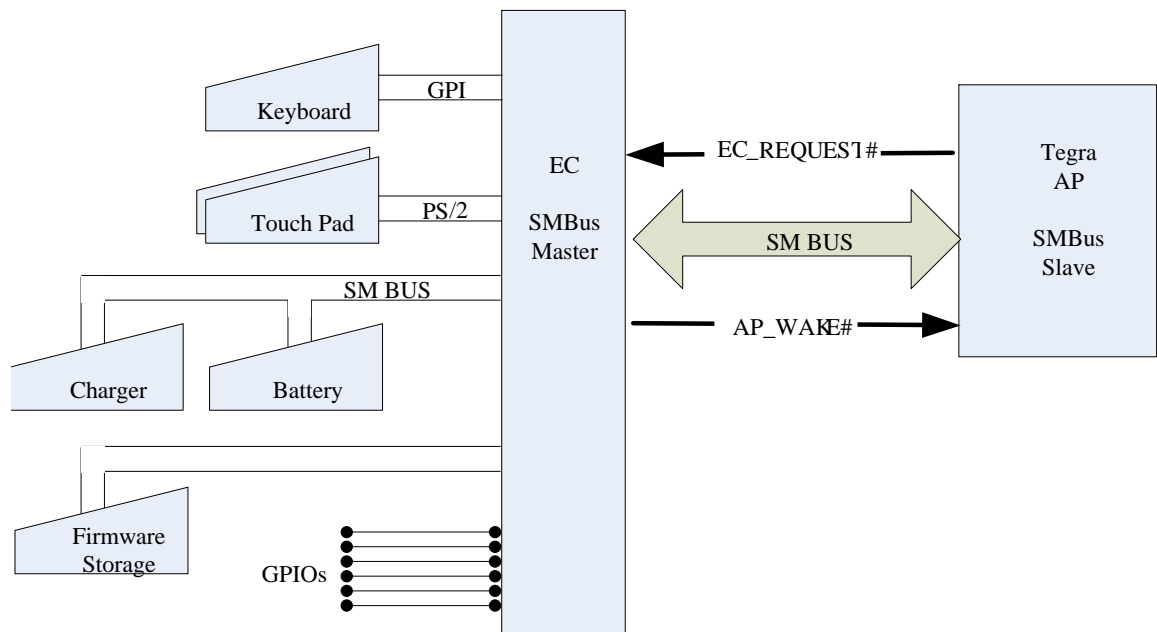 Keyboard
GPI
Touch Pad
PS/2
SM BUS
Charger
Battery
Firmware
Storage
GPIOs
EC
SMBus
Master
EC_REQUEST#
SM BUS
AP_WAKE#
Tegra
AP
SMBus
Slave